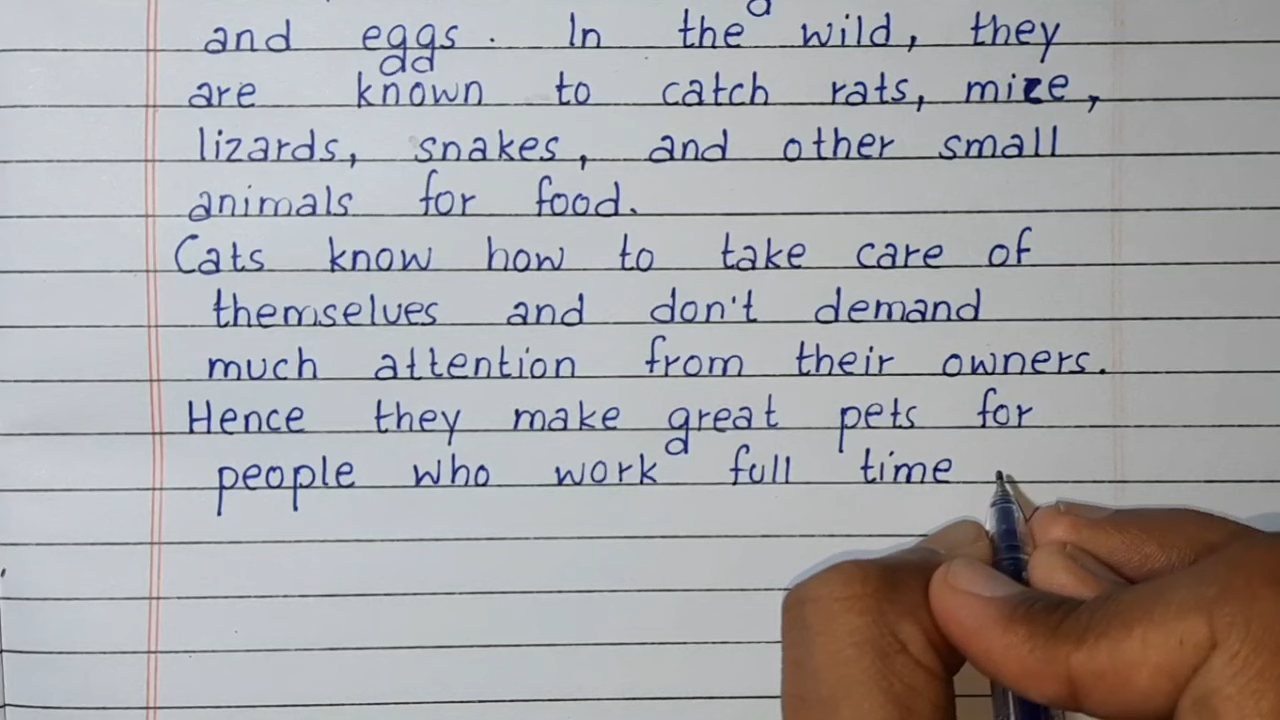 and eggs. In the wild, they
are known to catch rats, mice,
lizards, snakes, and other small
animals for food.
Cats know how to take care of
themselves and don't demand
much attention from their owners.
Hence they make great pets for
people who work full time